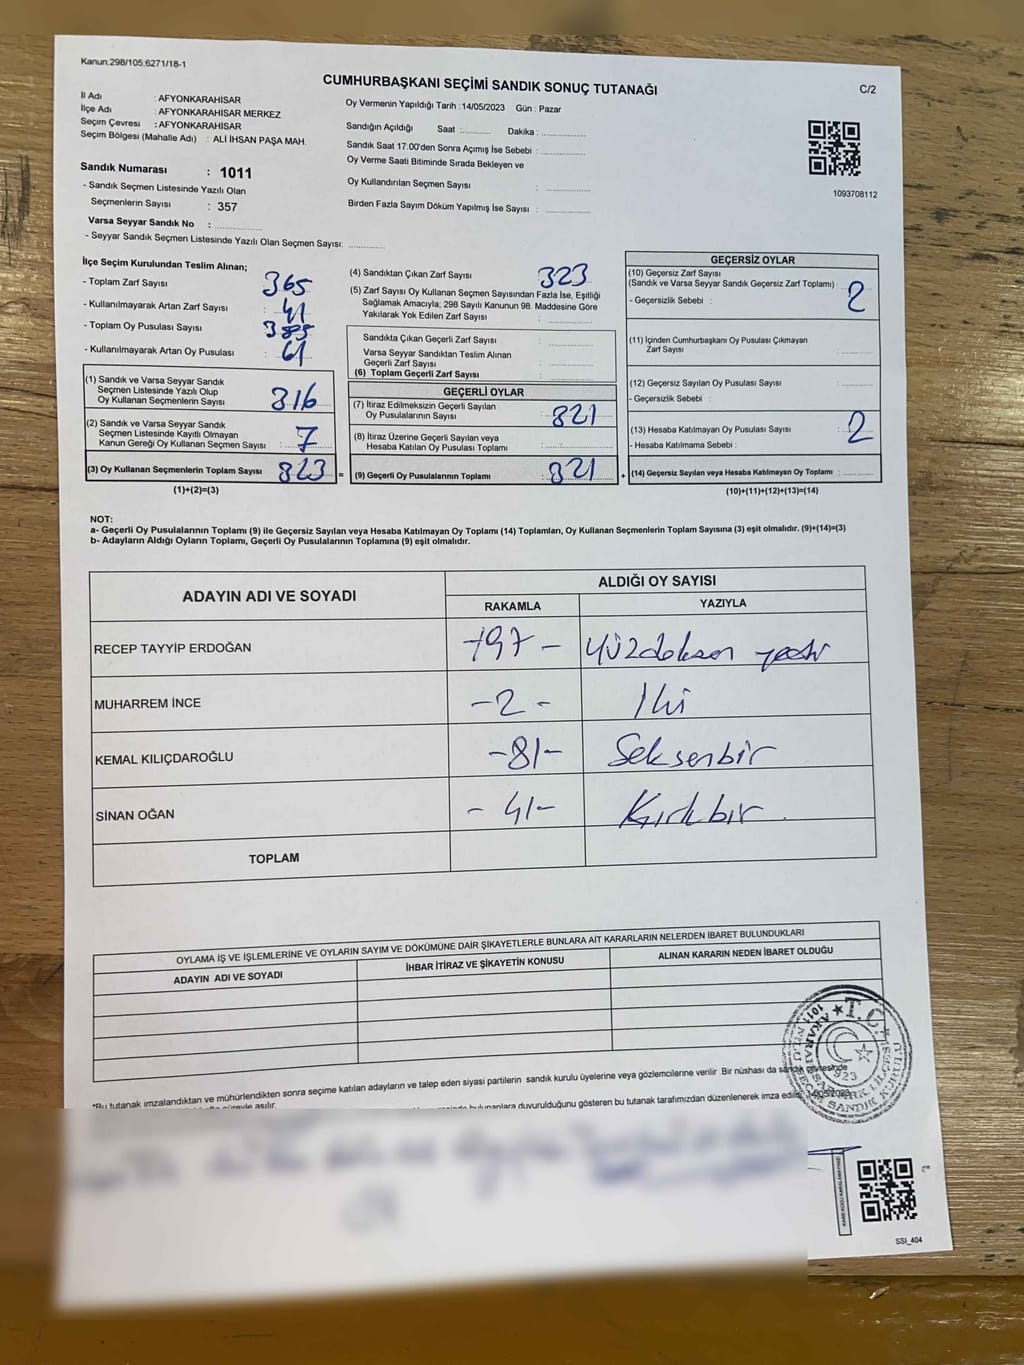 Kanun:298/105;6271/18-1
CUMHURBAŞKANI SEÇİMİ SANDIK SONUÇ TUTANAĞI
C/2
İl Adı : AFYONKARAHİSAR
İlçe Adı : AFYONKARAHİSAR MERKEZ
Seçim Çevresi : AFYONKARAHİSAR
Seçim Bölgesi (Mahalle Adı) : ALİ İHSAN PAŞA MAH.
Sandık Numarası : 1011
- Sandık Seçmen Listesinde Yazılı Olan
Seçmenlerin Sayısı : 357
Varsa Seyyar Sandık No :
- Seyyar Sandık Seçmen Listesinde Yazılı Olan Seçmen Sayısı:
Oy Vermenin Yapıldığı Tarih : 14/05/2023 Gün : Pazar
Sandığın Açıldığı Saat : Dakika :
Sandık Saat 17:00'den Sonra Açımış İse Sebebi :
Oy Verme Saati Bitiminde Sırada Bekleyen ve
Oy Kullandırılan Seçmen Sayısı :
Birden Fazla Sayım Döküm Yapılmış İse Sayısı :
1093708112
İlçe Seçim Kurulundan Teslim Alınan;
- Toplam Zarf Sayısı : 365
- Kullanılmayarak Artan Zarf Sayısı : 41
- Toplam Oy Pusulası Sayısı : 385
- Kullanılmayarak Artan Oy Pusulası : 61
(1) Sandık ve Varsa Seyyar Sandık
Seçmen Listesinde Yazılı Olup
Oy Kullanan Seçmenlerin Sayısı : 316
(2) Sandık ve Varsa Seyyar Sandık
Seçmen Listesinde Kayıtlı Olmayan
Kanun Gereği Oy Kullanan Seçmen Sayısı : 7
(3) Oy Kullanan Seçmenlerin Toplam Sayısı : 323 =
(1)+(2)=(3)
(4) Sandıktan Çıkan Zarf Sayısı : 323
(5) Zarf Sayısı Oy Kullanan Seçmen Sayısından Fazla İse, Eşitliği
Sağlamak Amacıyla, 298 Sayılı Kanunun 98. Maddesine Göre
Yakılarak Yok Edilen Zarf Sayısı :
Sandıkta Çıkan Geçerli Zarf Sayısı :
Varsa Seyyar Sandıktan Teslim Alınan
Geçerli Zarf Sayısı :
(6) Toplam Geçerli Zarf Sayısı :
GEÇERLİ OYLAR
(7) İtiraz Edilmeksizin Geçerli Sayılan
Oy Pusulalarının Sayısı : 321
(8) İtiraz Üzerine Geçerli Sayılan veya
Hesaba Katılan Oy Pusulası Toplamı :
(9) Geçerli Oy Pusulalarının Toplamı : 321 +
GEÇERSİZ OYLAR
(10) Geçersiz Zarf Sayısı
(Sandık ve Varsa Seyyar Sandık Geçersiz Zarf Toplamı) : 2
- Geçersizlik Sebebi :
(11) İçinden Cumhurbaşkanı Oy Pusulası Çıkmayan
Zarf Sayısı :
(12) Geçersiz Sayılan Oy Pusulası Sayısı :
- Geçersizlik Sebebi :
(13) Hesaba Katılmayan Oy Pusulası Sayısı : 2
- Hesaba Katılmama Sebebi :
(14) Geçersiz Sayılan veya Hesaba Katılmayan Oy Toplamı :
(10)+(11)+(12)+(13)=(14)
NOT:
a- Geçerli Oy Pusulalarının Toplamı (9) ile Geçersiz Sayılan veya Hesaba Katılmayan Oy Toplamı (14) Toplamları, Oy Kullanan Seçmenlerin Toplam Sayısına (3) eşit olmalıdır. (9)+(14)=(3)
b- Adayların Aldığı Oyların Toplamı, Geçerli Oy Pusulalarının Toplamına (9) eşit olmalıdır.
ADAYIN ADI VE SOYADI
ALDIĞI OY SAYISI
RAKAMLA YAZIYLA
RECEP TAYYİP ERDOĞAN 197 - Yüzdoksan yedi
MUHARREM İNCE - 2 - İki
KEMAL KILIÇDAROĞLU - 81 - Seksenbir
SİNAN OĞAN - 41 - Kırkbir
TOPLAM
OYLAMA İŞ VE İŞLEMLERİNE VE OYLARIN SAYIM VE DÖKÜMÜNE DAİR ŞİKAYETLERLE BUNLARA AİT KARARLARIN NELERDEN İBARET BULUNDUKLARI
ADAYIN ADI VE SOYADI İHBAR İTİRAZ VE ŞİKAYETİN KONUSU ALINAN KARARIN NEDEN İBARET OLDUĞU
*Bu tutanak imzalandıktan ve mühürlendikten sonra seçime katılan adayların ve talep eden siyasi partilerin sandık kurulu üyelerine veya gözlemcilerine verilir. Bir nüshası da sandık çevresinde
süreyle asılır.
bulunanlara duyurulduğunu gösteren bu tutanak tarafımızdan düzenlenerek imza edildi. 14/05/2023
T.C.
SANDIK KURULU
SSI_404